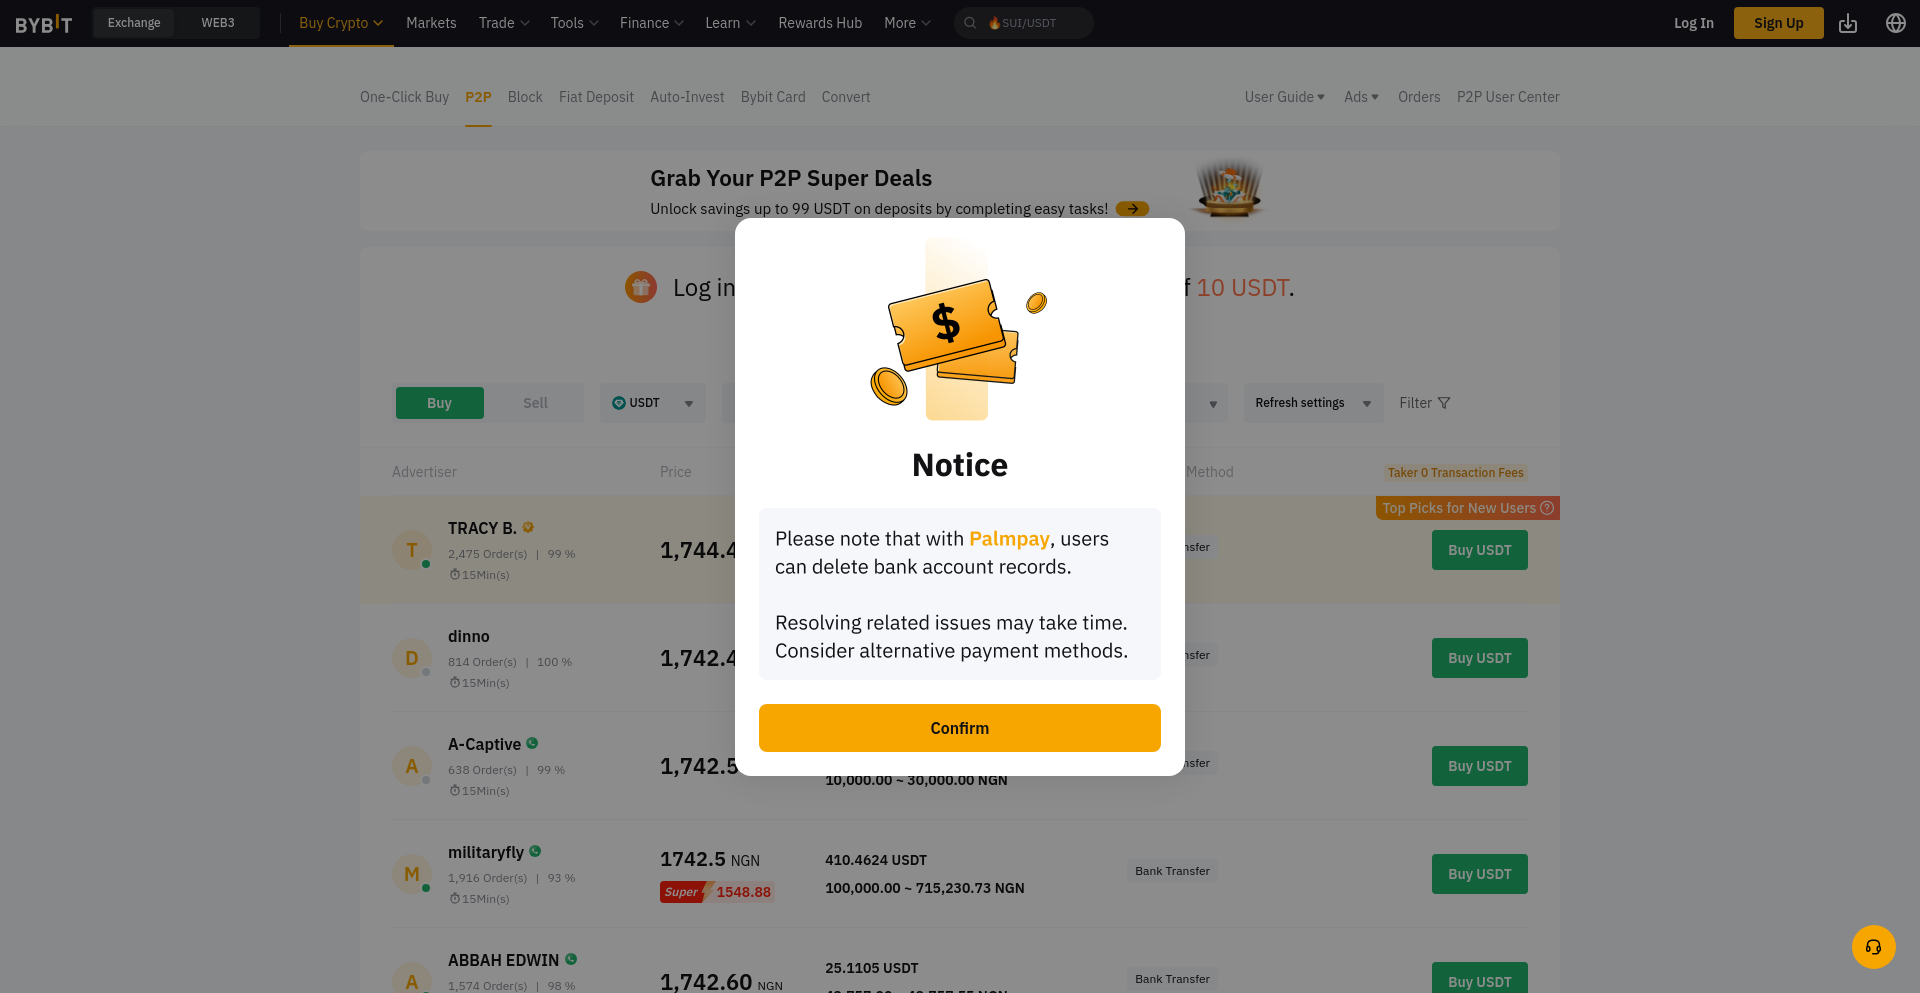 BYBIT
Exchange
WEB3
Buy Crypto
Markets
Trade
Tools
Finance
Learn
Rewards Hub
More
SUI/USDT
Log In
Sign Up
One-Click Buy
P2P
Block
Fiat Deposit
Auto-Invest
Bybit Card
Convert
User Guide
Ads
Orders
P2P User Center
Grab Your P2P Super Deals
Unlock savings up to 99 USDT on deposits by completing easy tasks!
Log in
10 USDT.
Buy
Sell
USDT
Refresh settings
Filter
Advertiser
Price
Method
Taker 0 Transaction Fees
Top Picks for New Users
T
TRACY B.
2,475 Order(s) | 99 %
15Min(s)
1,744.4
Buy USDT
D
dinno
814 Order(s) | 100 %
15Min(s)
1,742.4
Buy USDT
A
A-Captive
638 Order(s) | 99 %
15Min(s)
1,742.5
10,000.00 ~ 30,000.00 NGN
Buy USDT
M
militaryfly
1,916 Order(s) | 93 %
15Min(s)
1742.5 NGN
Super 1548.88
410.4624 USDT
100,000.00 ~ 715,230.73 NGN
Bank Transfer
Buy USDT
A
ABBAH EDWIN
1,574 Order(s) | 98 %
1,742.60 NGN
25.1105 USDT
Bank Transfer
Buy USDT
$
Notice
Please note that with Palmpay, users
can delete bank account records.
Resolving related issues may take time.
Consider alternative payment methods.
Confirm